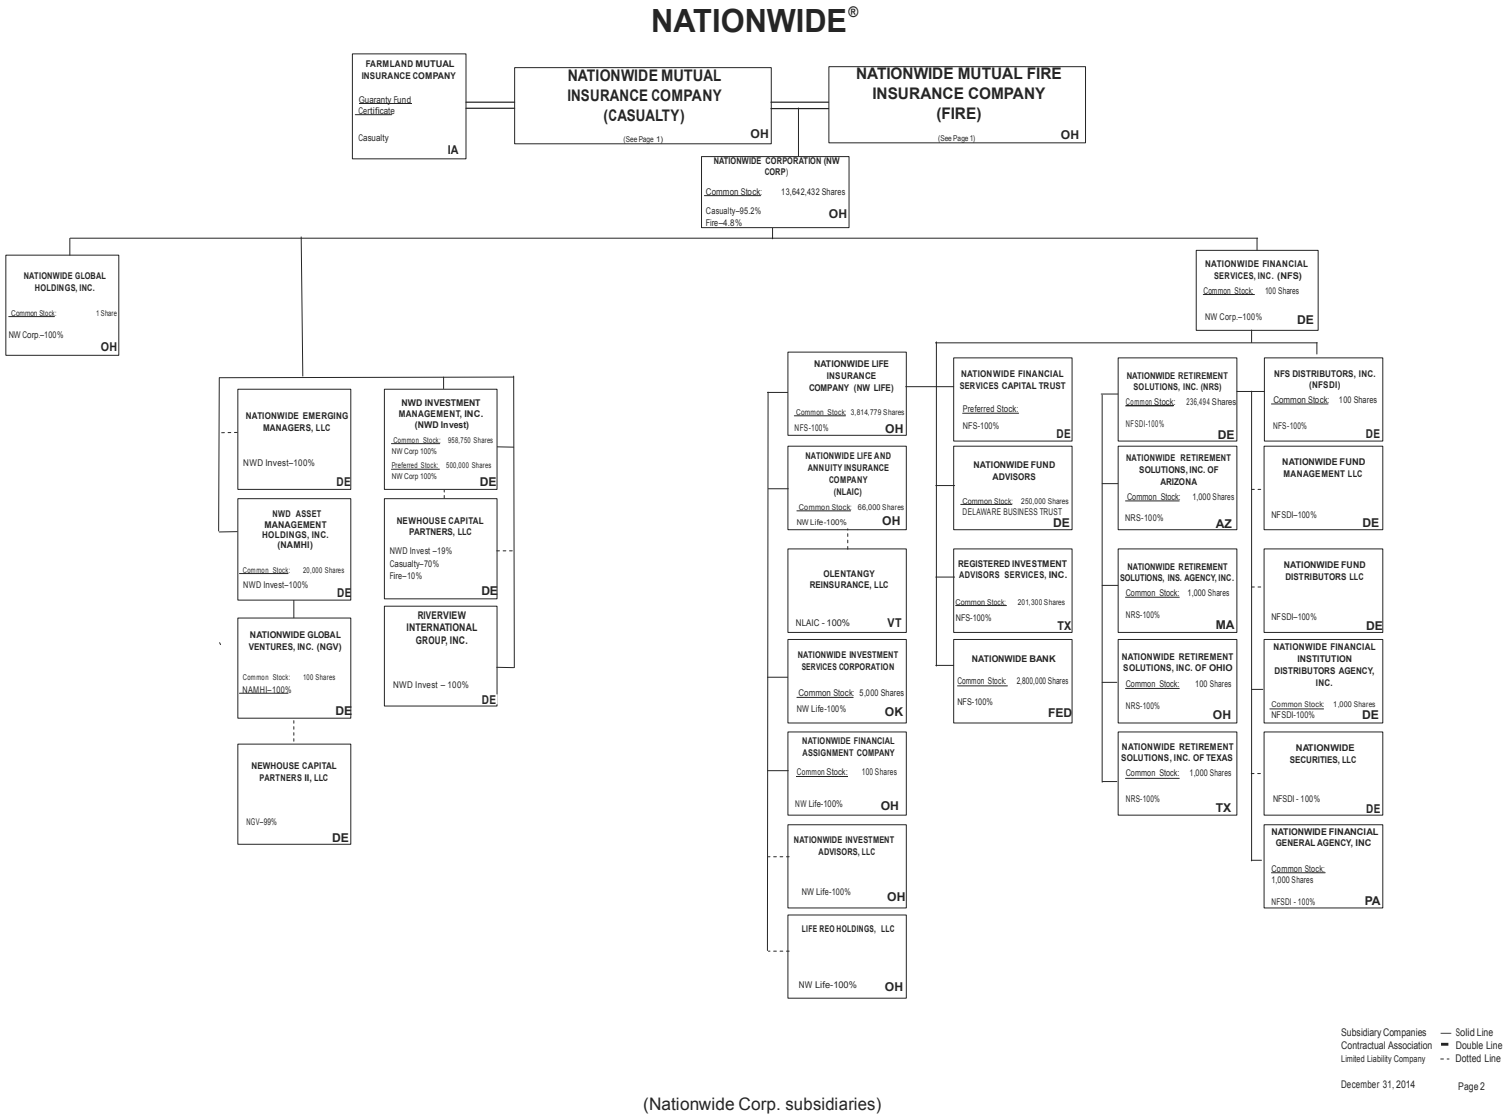 NATIONWIDE®
FARMLAND MUTUAL
INSURANCE COMPANY
Guaranty Fund
Certificate
Casualty
IA
NATIONWIDE MUTUAL
INSURANCE COMPANY
(CASUALTY)
(See Page 1)
OH
NATIONWIDE MUTUAL FIRE
INSURANCE COMPANY
(FIRE)
(See Page 1)
OH
NATIONWIDE CORPORATION (NW
CORP)
Common Stock: 13,642,432 Shares
Casualty–95.2%
Fire–4.8%
OH
NATIONWIDE GLOBAL
HOLDINGS, INC.
Common Stock: 1 Share
NW Corp.–100%
OH
NATIONWIDE FINANCIAL
SERVICES, INC. (NFS)
Common Stock: 100 Shares
NW Corp.–100%
DE
NATIONWIDE EMERGING
MANAGERS, LLC
NWD Invest–100%
DE
NWD ASSET
MANAGEMENT
HOLDINGS, INC.
(NAMHI)
Common Stock: 20,000 Shares
NWD Invest–100%
DE
NATIONWIDE GLOBAL
VENTURES, INC. (NGV)
Common Stock: 100 Shares
NAMHI–100%
DE
NEWHOUSE CAPITAL
PARTNERS II, LLC
NGV–99%
DE
NWD INVESTMENT
MANAGEMENT, INC.
(NWD Invest)
Common Stock: 958,750 Shares
NW Corp 100%
Preferred Stock: 500,000 Shares
NW Corp 100%
DE
NEWHOUSE CAPITAL
PARTNERS, LLC
NWD Invest –19%
Casualty–70%
Fire–10%
DE
RIVERVIEW
INTERNATIONAL
GROUP, INC.
NWD Invest – 100%
DE
NATIONWIDE LIFE
INSURANCE
COMPANY (NW LIFE)
Common Stock: 3,814,779 Shares
NFS-100%
OH
NATIONWIDE LIFE AND
ANNUITY INSURANCE
COMPANY
(NLAIC)
Common Stock: 66,000 Shares
NW Life-100%
OH
OLENTANGY
REINSURANCE, LLC
NLAIC - 100%
VT
NATIONWIDE INVESTMENT
SERVICES CORPORATION
Common Stock: 5,000 Shares
NW Life-100%
OK
NATIONWIDE FINANCIAL
ASSIGNMENT COMPANY
Common Stock: 100 Shares
NW Life-100%
OH
NATIONWIDE INVESTMENT
ADVISORS, LLC
NW Life-100%
OH
LIFE REO HOLDINGS, LLC
NW Life-100%
OH
NATIONWIDE FINANCIAL
SERVICES CAPITAL TRUST
Preferred Stock:
NFS-100%
DE
NATIONWIDE FUND
ADVISORS
Common Stock: 250,000 Shares
DELAWARE BUSINESS TRUST
DE
REGISTERED INVESTMENT
ADVISORS SERVICES, INC.
Common Stock: 201,300 Shares
NFS-100%
TX
NATIONWIDE BANK
Common Stock: 2,800,000 Shares
NFS-100%
FED
NATIONWIDE RETIREMENT
SOLUTIONS, INC. (NRS)
Common Stock: 236,494 Shares
NFSDI-100%
DE
NATIONWIDE RETIREMENT
SOLUTIONS, INC. OF
ARIZONA
Common Stock: 1,000 Shares
NRS-100%
AZ
NATIONWIDE RETIREMENT
SOLUTIONS, INS. AGENCY, INC.
Common Stock: 1,000 Shares
NRS-100%
MA
NATIONWIDE RETIREMENT
SOLUTIONS, INC. OF OHIO
Common Stock: 100 Shares
NRS-100%
OH
NATIONWIDE RETIREMENT
SOLUTIONS, INC. OF TEXAS
Common Stock: 1,000 Shares
NRS-100%
TX
NFS DISTRIBUTORS, INC.
(NFSDI)
Common Stock: 100 Shares
NFS-100%
DE
NATIONWIDE FUND
MANAGEMENT LLC
NFSDI–100%
DE
NATIONWIDE FUND
DISTRIBUTORS LLC
NFSDI–100%
DE
NATIONWIDE FINANCIAL
INSTITUTION
DISTRIBUTORS AGENCY,
INC.
Common Stock: 1,000 Shares
NFSDI-100%
DE
NATIONWIDE
SECURITIES, LLC
NFSDI - 100%
DE
NATIONWIDE FINANCIAL
GENERAL AGENCY, INC
Common Stock:
1,000 Shares
NFSDI - 100%
PA
Subsidiary Companies — Solid Line
Contractual Association ━ Double Line
Limited Liability Company - - Dotted Line
December 31, 2014 Page 2
(Nationwide Corp. subsidiaries)